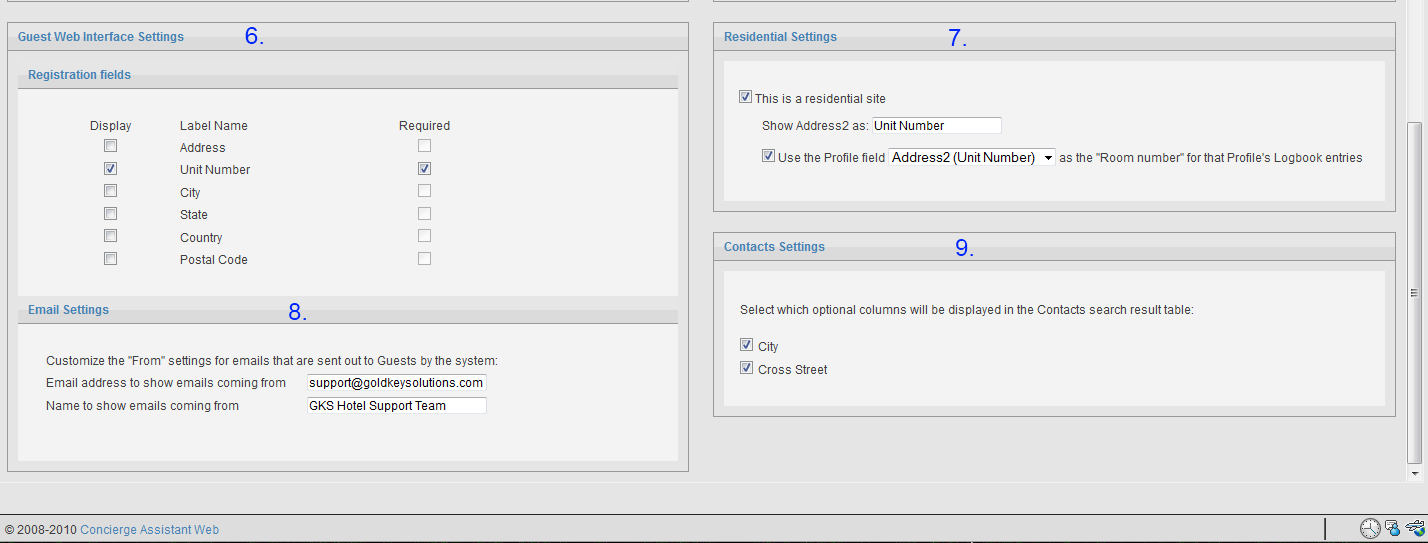 Guest Web Interface Settings 6.
Registration fields
Display Label Name Required
Address
Unit Number
City
State
Country
Postal Code
Email Settings 8.
Customize the "From" settings for emails that are sent out to Guests by the system:
Email address to show emails coming from support@goldkeysolutions.com
Name to show emails coming from GKS Hotel Support Team
Residential Settings 7.
This is a residential site
Show Address2 as: Unit Number
Use the Profile field Address2 (Unit Number) as the "Room number" for that Profile's Logbook entries
Contacts Settings 9.
Select which optional columns will be displayed in the Contacts search result table:
City
Cross Street
© 2008-2010 Concierge Assistant Web